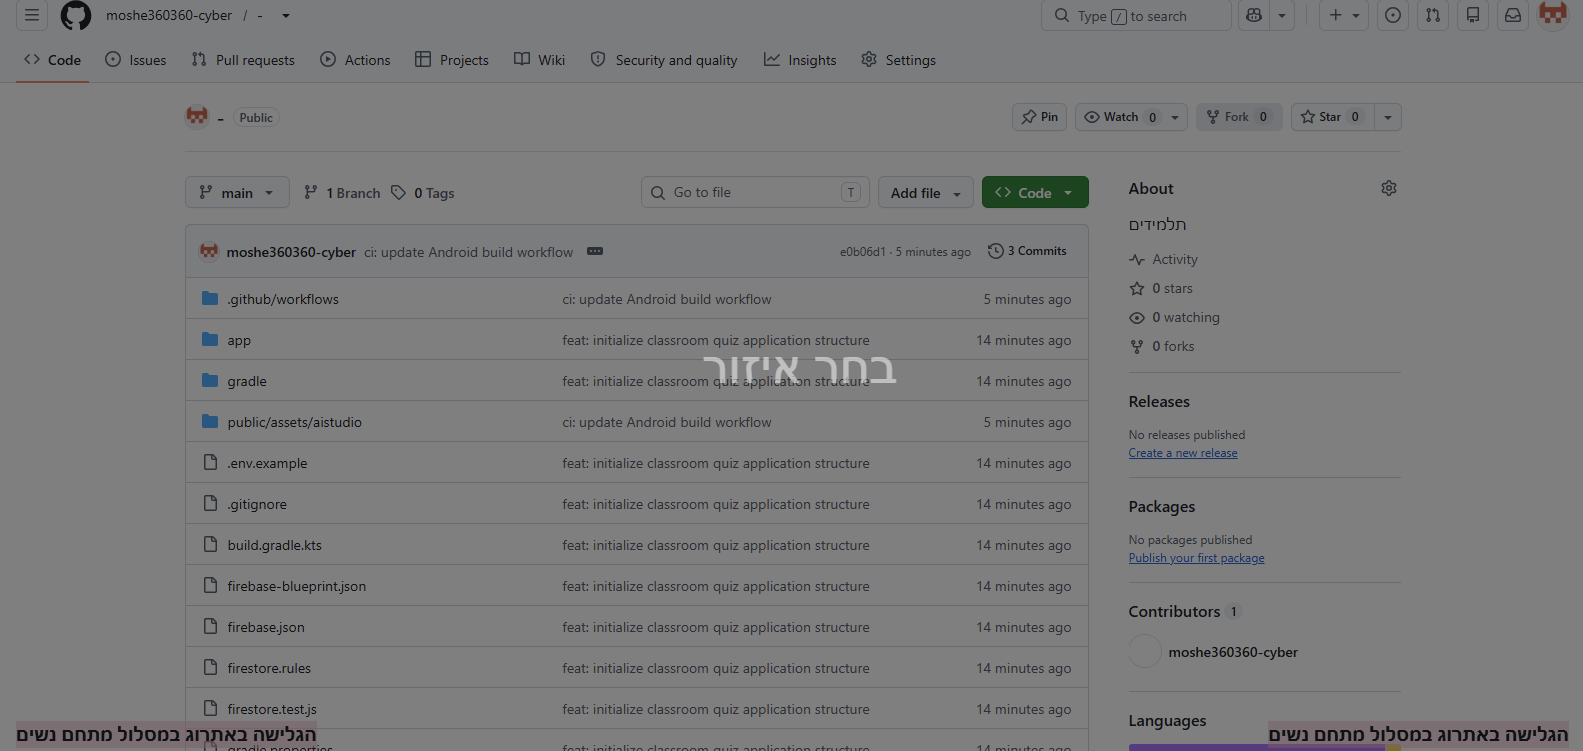 moshe360360-cyber / -
Type / to search
Code Issues Pull requests Actions Projects Wiki Security and quality Insights Settings
- Public
Pin Watch 0 Fork 0 Star 0
main 1 Branch 0 Tags
Go to file T Add file Code
moshe360360-cyber ci: update Android build workflow e0b06d1 · 5 minutes ago 3 Commits
.github/workflows ci: update Android build workflow 5 minutes ago
app feat: initialize classroom quiz application structure 14 minutes ago
gradle feat: initialize classroom quiz application structure 14 minutes ago
public/assets/aistudio ci: update Android build workflow 5 minutes ago
.env.example feat: initialize classroom quiz application structure 14 minutes ago
.gitignore feat: initialize classroom quiz application structure 14 minutes ago
build.gradle.kts feat: initialize classroom quiz application structure 14 minutes ago
firebase-blueprint.json feat: initialize classroom quiz application structure 14 minutes ago
firebase.json feat: initialize classroom quiz application structure 14 minutes ago
firestore.rules feat: initialize classroom quiz application structure 14 minutes ago
firestore.test.js feat: initialize classroom quiz application structure 14 minutes ago
gradle.properties feat: initialize classroom quiz application structure 14 minutes ago
בחר איזור
About
תלמידים
Activity
0 stars
0 watching
0 forks
Releases
No releases published
Create a new release
Packages
No packages published
Publish your first package
Contributors 1
moshe360360-cyber
Languages
הגלישה באתרוג במסלול מתחם נשים
הגלישה באתרוג במסלול מתחם נשים